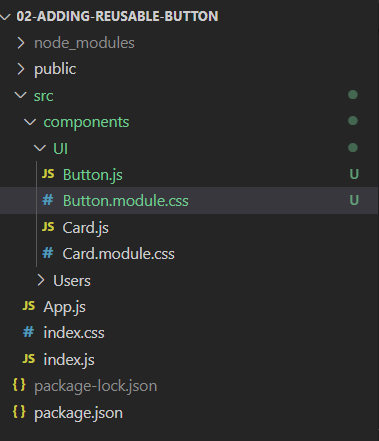 02-ADDING-REUSABLE-BUTTON
node_modules
public
src
components
UI
JS Button.js U
# Button.module.css U
JS Card.js
# Card.module.css
Users
JS App.js
# index.css
JS index.js
{ } package-lock.json
{ } package.json